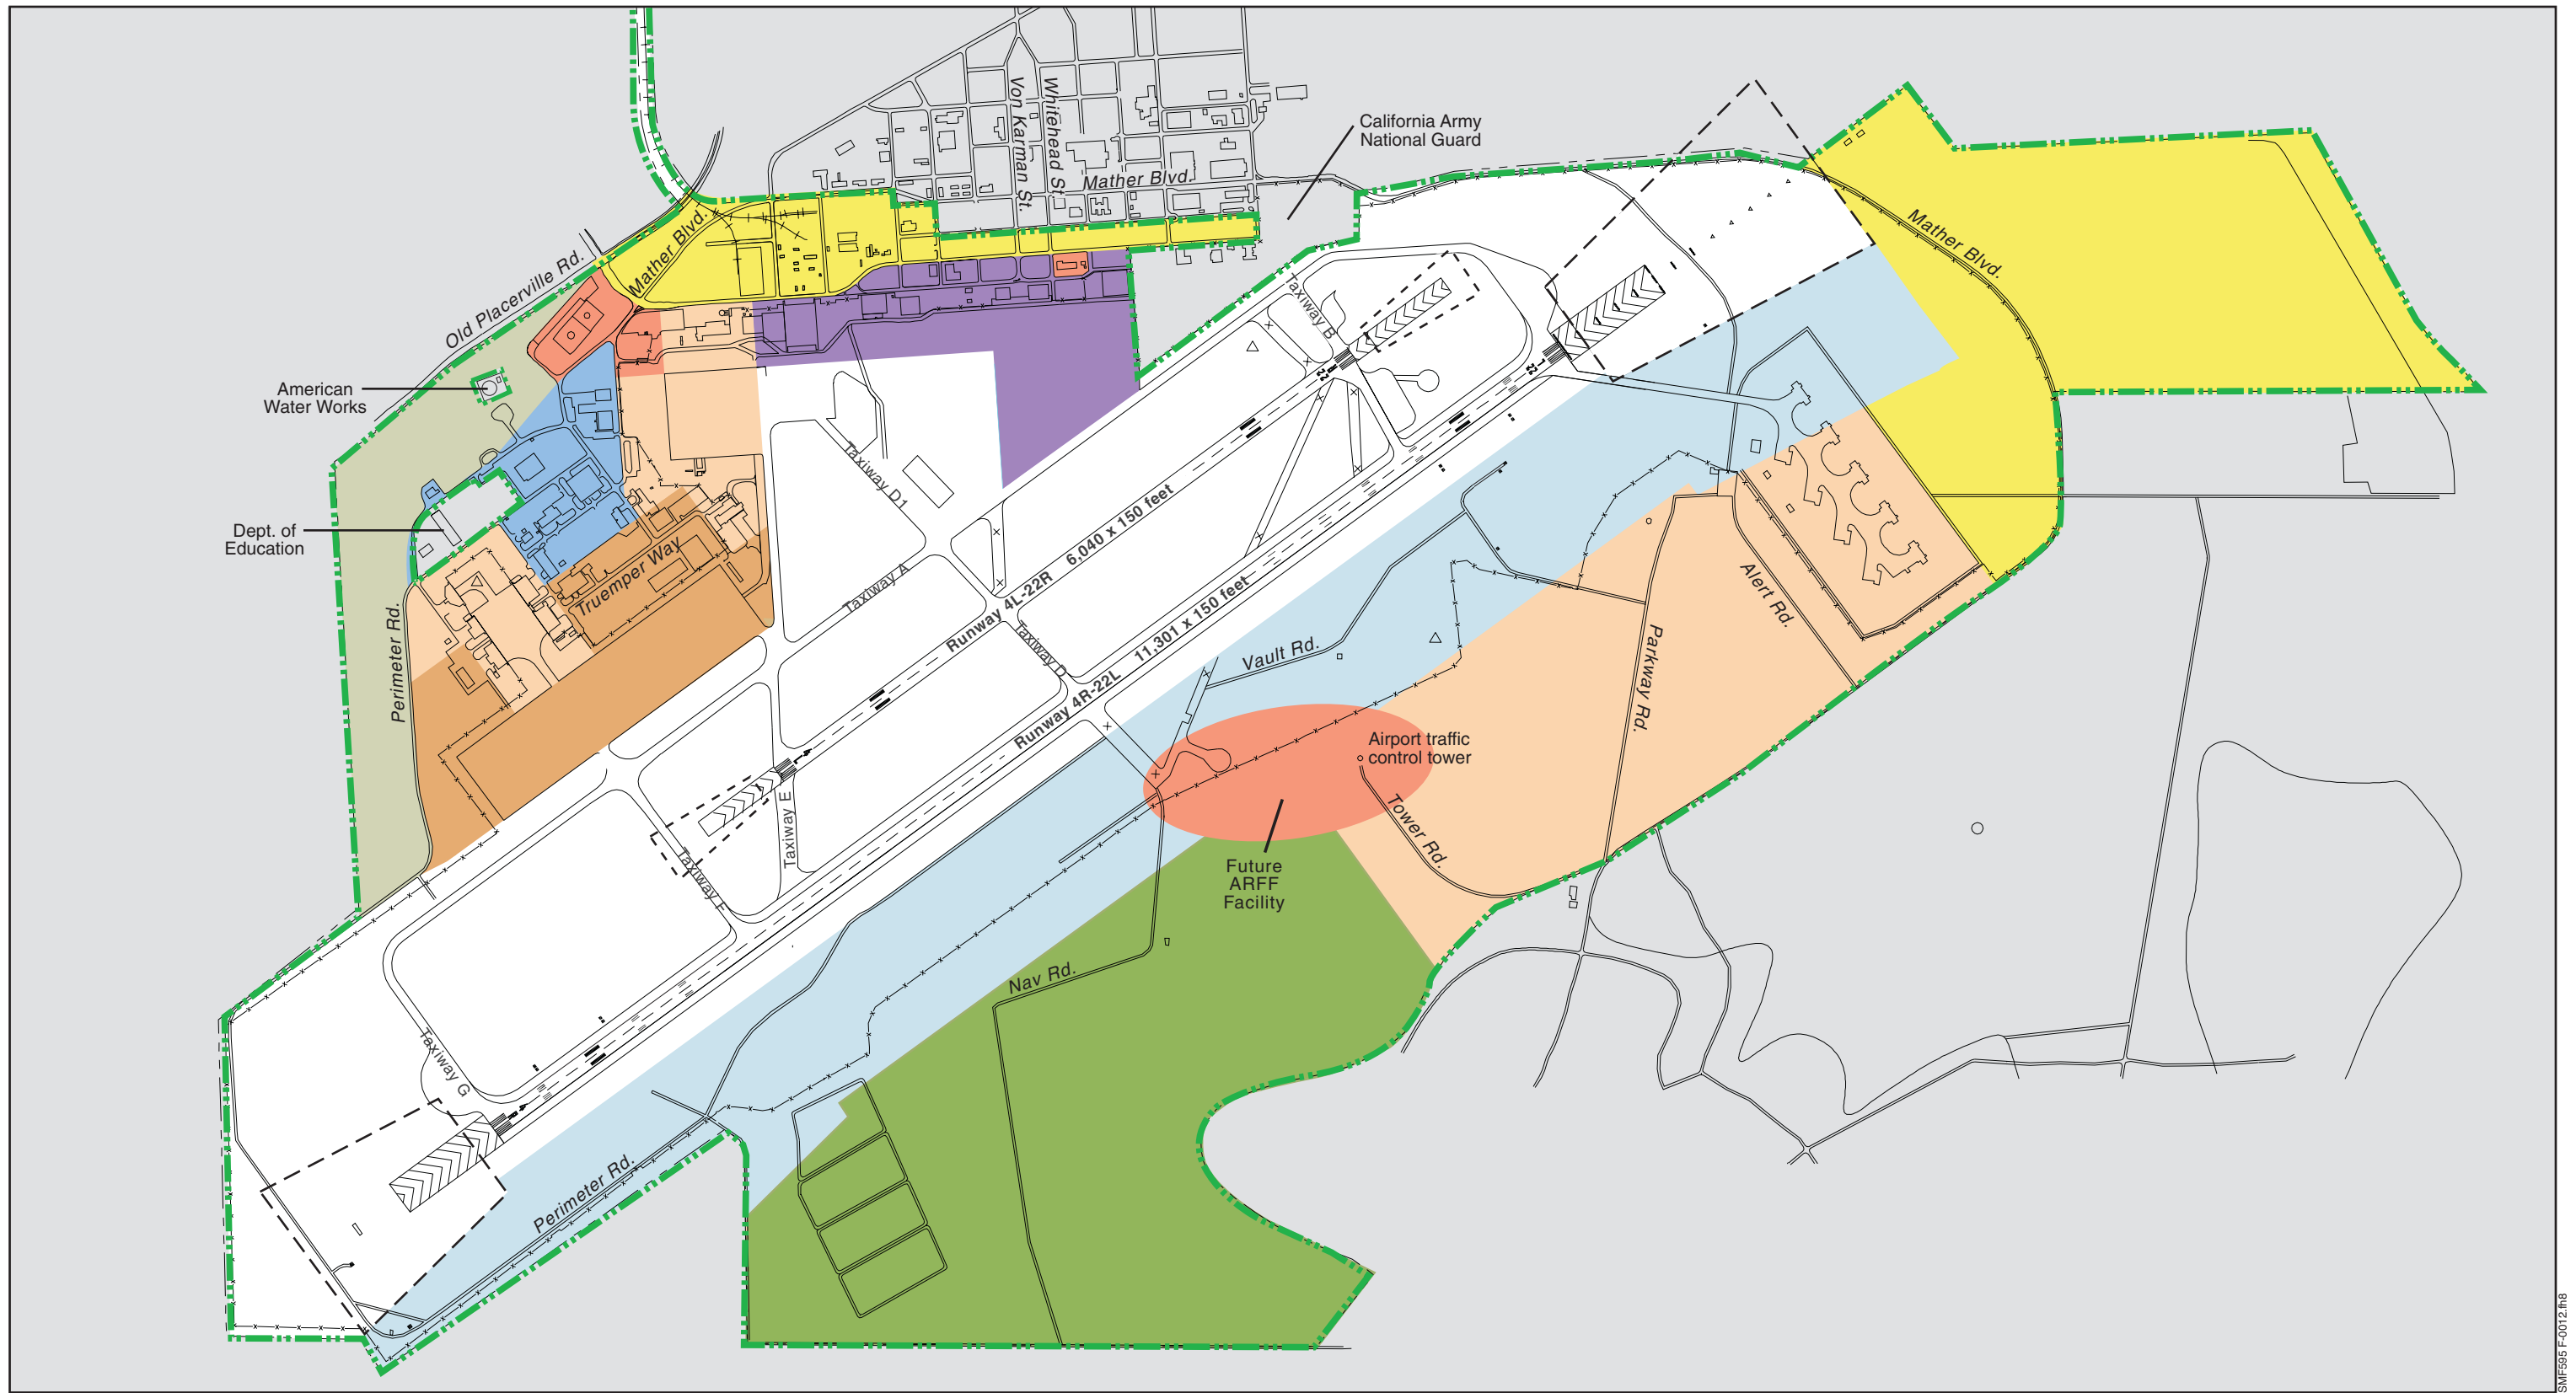 Von Karman St.
Whitehead St.
California Army
National Guard
Mather Blvd.
Old Placerville Rd.
Mather Blvd.
Mather Blvd.
Taxiway B
22
22
American
Water Works
Taxiway D1
Dept. of
Education
6,040 x 150 feet
Truemper Way
Taxiway A
Runway 4L-22R
11,301 x 150 feet
Alert Rd.
Perimeter Rd.
Taxiway D
Vault Rd.
Parkway Rd.
Runway 4R-22L
Airport traffic
control tower
Taxiway E
Tower Rd.
Taxiway F
Future
ARFF
Facility
Nav Rd.
Taxiway G
Perimeter Rd.
SMF595 F-0012.fh8